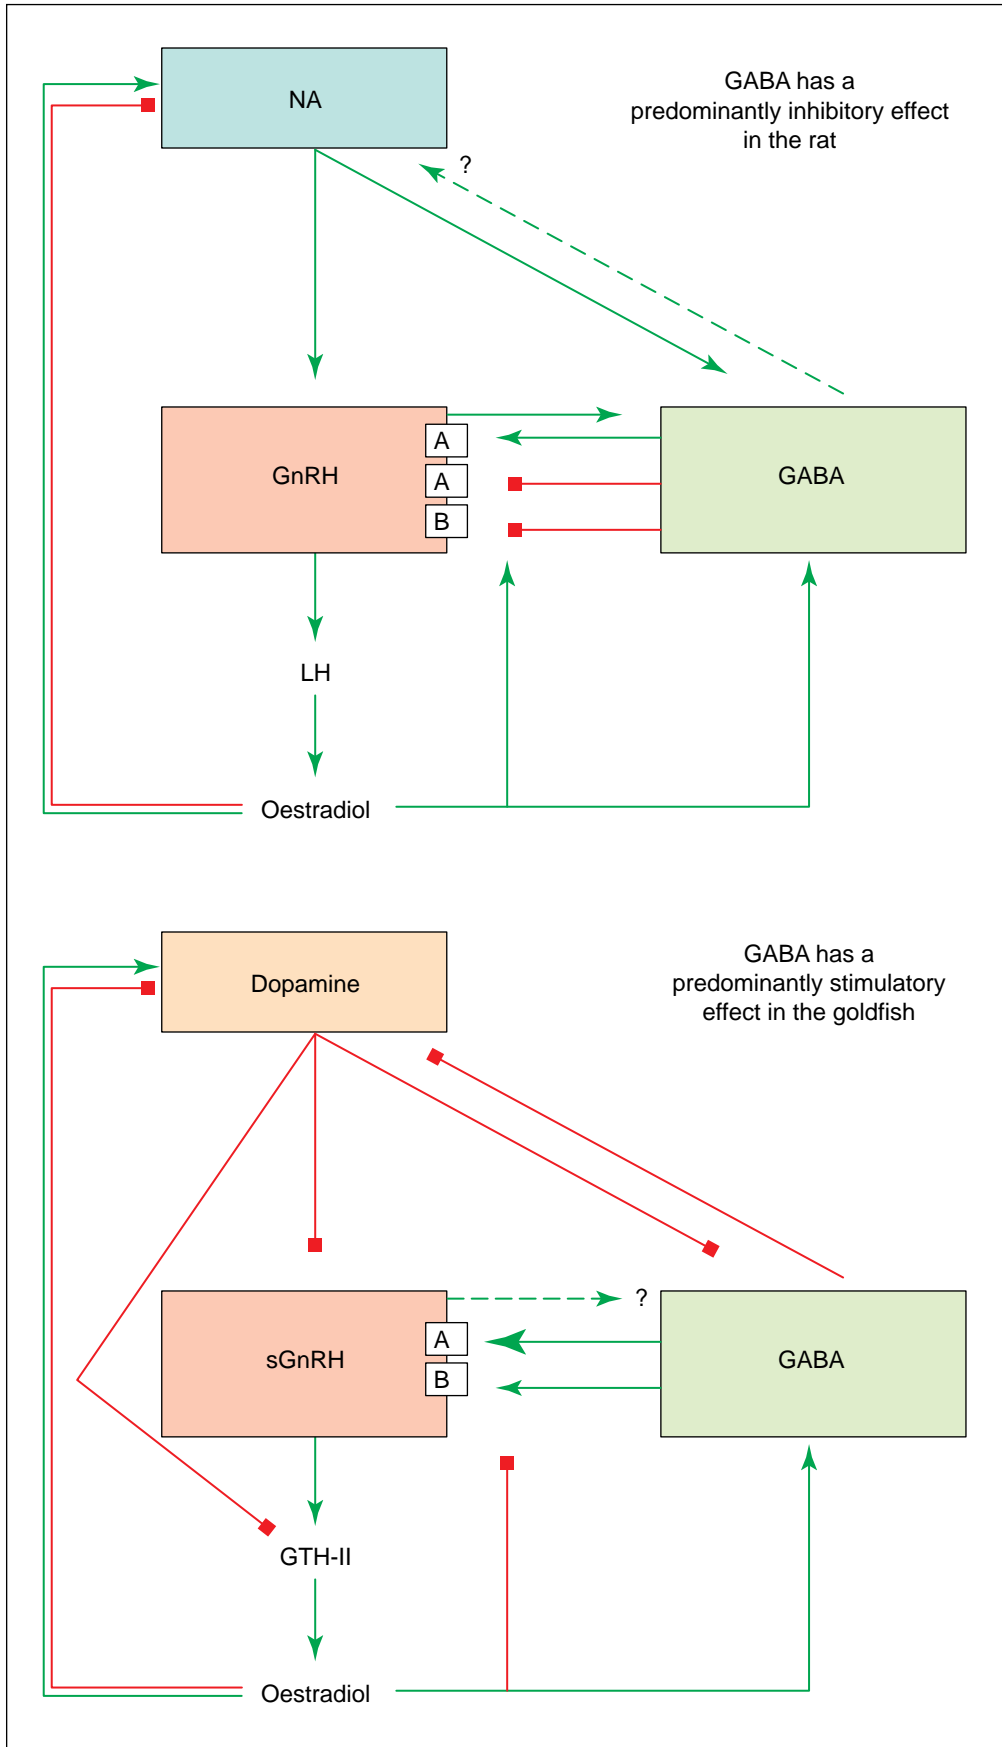 NA
GABA has a
predominantly inhibitory effect
in the rat
?
GnRH
A
A
B
GABA
LH
Oestradiol
Dopamine
GABA has a
predominantly stimulatory
effect in the goldfish
?
sGnRH
A
B
GABA
GTH-II
Oestradiol